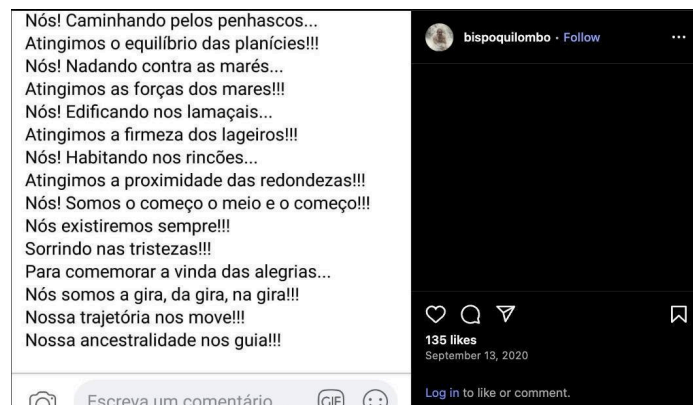 Nós! Caminhando pelos penhascos...
Atingimos o equilíbrio das planícies!!!
Nós! Nadando contra as marés...
Atingimos as forças dos mares!!!
Nós! Edificando nos lamaçais...
Atingimos a firmeza dos lageiros!!!
Nós! Habitando nos rincões...
Atingimos a proximidade das redondezas!!!
Nós! Somos o começo o meio e o começo!!!
Nós existiremos sempre!!!
Sorrindo nas tristezas!!!
Para comemorar a vinda das alegrias...
Nós somos a gira, da gira, na gira!!!
Nossa trajetória nos move!!!
Nossa ancestralidade nos guia!!!
Escreva um comentário
GIF
bispoquilombo · Follow
135 likes
September 13, 2020
Log in to like or comment.